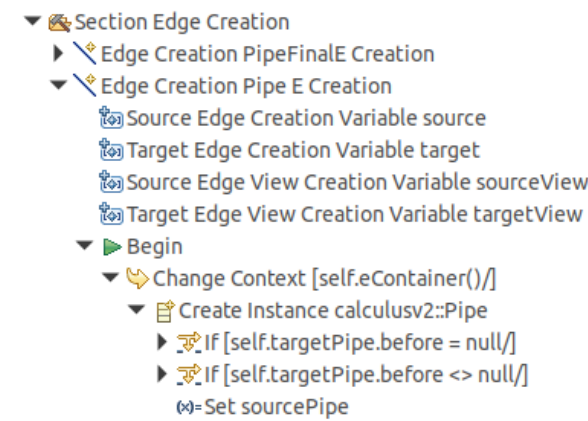 Section Edge Creation
Edge Creation PipeFinalE Creation
Edge Creation Pipe E Creation
Source Edge Creation Variable source
Target Edge Creation Variable target
Source Edge View Creation Variable sourceView
Target Edge View Creation Variable targetView
Begin
Change Context [self.eContainer()/]
Create Instance calculusv2::Pipe
If [self.targetPipe.before = null/]
If [self.targetPipe.before <> null/]
(x)= Set sourcePipe